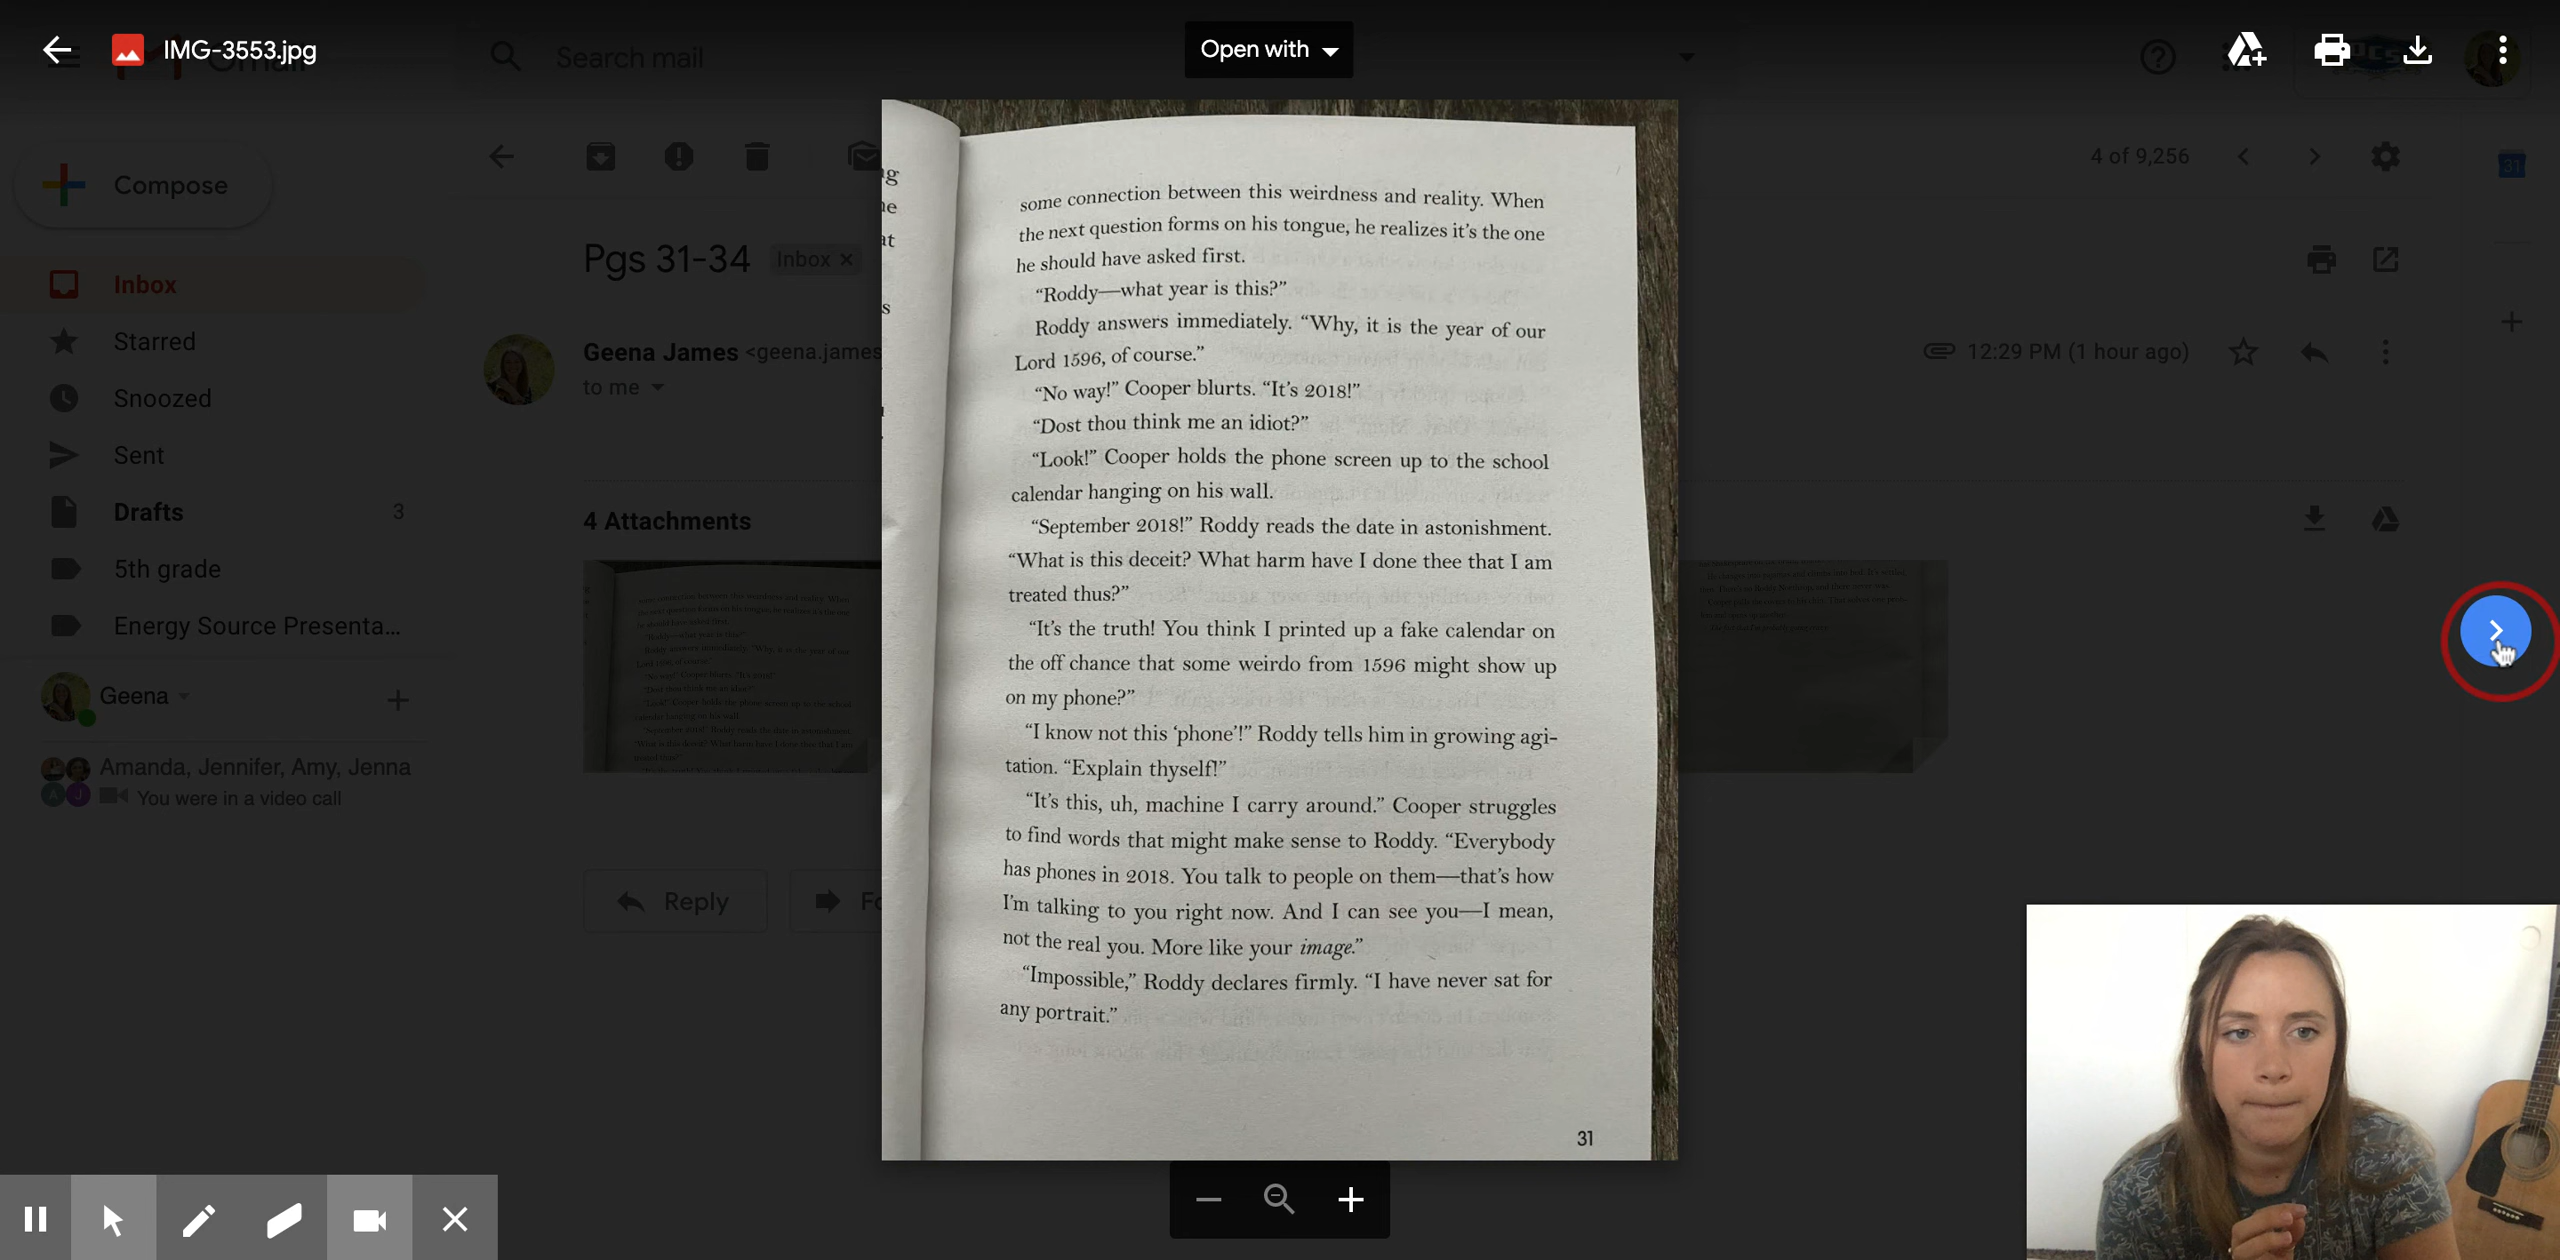 IMG-3553.jpg
Open with
Search mail
Compose
4 of 9,256
31
Pgs 31-34
Inbox
Inbox
Starred
Snoozed
Sent
Drafts
3
5th grade
Energy Source Presenta...
Geena James <geena.james
to me
12:29 PM (1 hour ago)
4 Attachments
Geena
Amanda, Jennifer, Amy, Jenna
You were in a video call
Reply
some connection between this weirdness and reality. When
the next question forms on his tongue, he realizes it's the one
he should have asked first.
“Roddy—what year is this?”
Roddy answers immediately. “Why, it is the year of our
Lord 1596, of course.”
“No way!” Cooper blurts. “It's 2018!”
“Dost thou think me an idiot?”
“Look!” Cooper holds the phone screen up to the school
calendar hanging on his wall.
“September 2018!” Roddy reads the date in astonishment.
“What is this deceit? What harm have I done thee that I am
treated thus?”
“It's the truth! You think I printed up a fake calendar on
the off chance that some weirdo from 1596 might show up
on my phone?”
“I know not this ‘phone’!” Roddy tells him in growing agi-
tation. “Explain thyself!”
“It's this, uh, machine I carry around.” Cooper struggles
to find words that might make sense to Roddy. “Everybody
has phones in 2018. You talk to people on them—that's how
I'm talking to you right now. And I can see you—I mean,
not the real you. More like your image.”
“Impossible,” Roddy declares firmly. “I have never sat for
any portrait.”
31